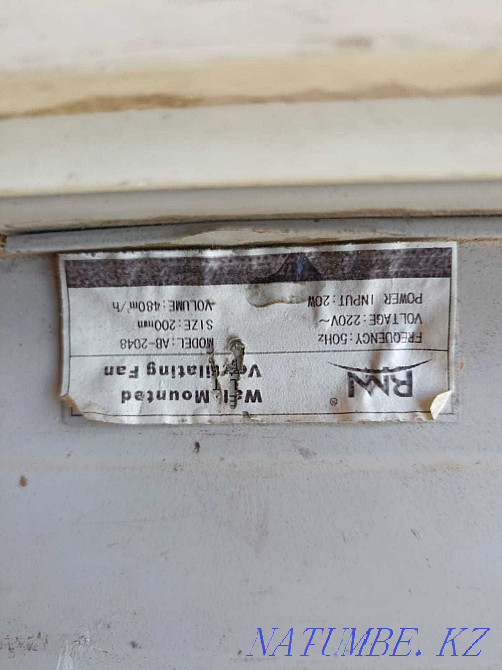 Wall Mounted
Ventilating Fan
®
FREQUENCY:50Hz MODEL:AB-2048
VOLTAGE:220V~ SIZE:200mm
POWER INPUT:20W VOLUME:480m³/h
NATUMBE.KZ